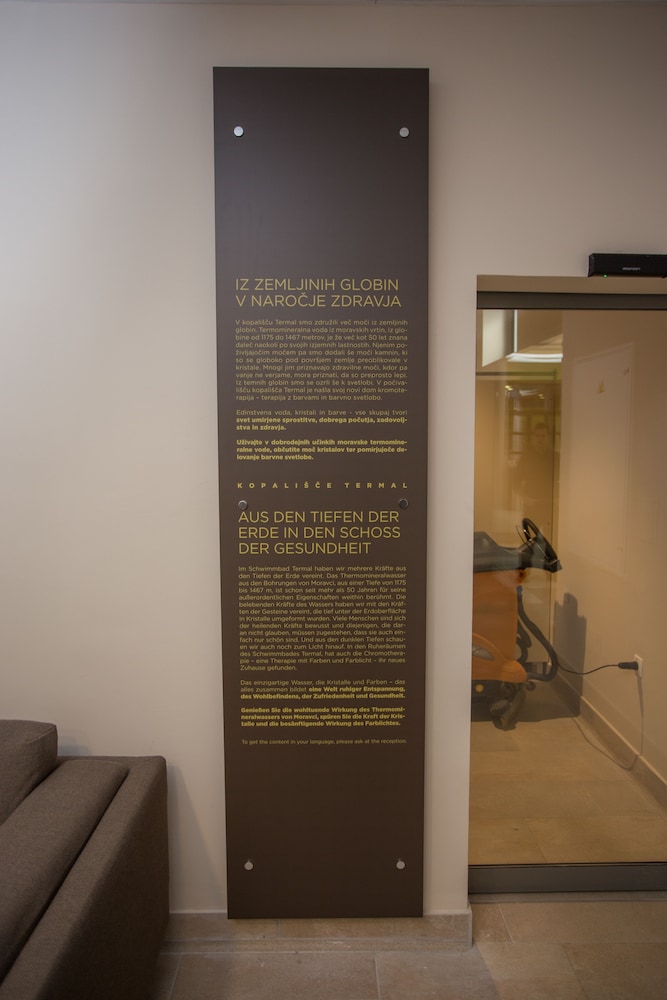 IZ ZEMLJINIH GLOBIN
V NAROČJE ZDRAVJA
V kopališču Termal smo združili več moči iz zemljinih
globin. Termomineralna voda iz moravskih vrtin, iz glo-
bine od 1175 do 1467 metrov, je že več kot 50 let znana
daleč naokoli po svojih izjemnih lastnostih. Njenim po-
življajočim močem pa smo dodali še moči kamnin, ki
so se globoko pod površjem zemlje preoblikovale v
kristale. Mnogi jim priznavajo zdravilne moči, kdor pa
vanje ne verjame, mora priznati, da so preprosto lepi.
Iz temnih globin smo se ozrli še k svetlobi. V počiva-
lišču kopališča Termal je našla svoj novi dom kromote-
rapija – terapija z barvami in barvno svetlobo.
Edinstvena voda, kristali in barve – vse skupaj tvori
svet umirjene sprostitve, dobrega počutja, zadovolj-
stva in zdravja.
Uživajte v dobrodejnih učinkih moravske termomine-
ralne vode, občutite moč kristalov ter pomirjujoče de-
lovanje barvne svetlobe.
KOPALIŠČE TERMAL
AUS DEN TIEFEN DER
ERDE IN DEN SCHOSS
DER GESUNDHEIT
Im Schwimmbad Termal haben wir mehrere Kräfte aus
den Tiefen der Erde vereint. Das Thermomineralwasser
aus den Bohrungen von Moravci, aus einer Tiefe von 1175
bis 1467 m, ist schon seit mehr als 50 Jahren für seine
außerordentlichen Eigenschaften weithin berühmt. Die
belebenden Kräfte des Wassers haben wir mit den Kräf-
ten der Gesteine vereint, die tief unter der Erdoberfläche
in Kristalle umgeformt wurden. Viele Menschen sind sich
der heilenden Kräfte bewusst und diejenigen, die dar-
an nicht glauben, müssen zugestehen, dass sie auch ein-
fach nur schön sind. Und aus den dunklen Tiefen schau-
en wir auch noch zum Licht hinauf. In den Ruheräumen
des Schwimmbades Termal, hat auch die Chromothera-
pie – eine Therapie mit Farben und Farblicht – ihr neues
Zuhause gefunden.
Das einzigartige Wasser, die Kristalle und Farben – das
alles zusammen bildet eine Welt ruhiger Entspannung,
des Wohlbefindens, der Zufriedenheit und Gesundheit.
Genießen Sie die wohltuende Wirkung des Thermomi-
neralwassers von Moravci, spüren Sie die Kraft der Kris-
talle und die besänftigende Wirkung des Farblichtes.
To get the content in your language, please ask at the reception.